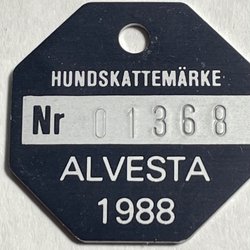 HUNDSKATTEMÄRKE
Nr 01368
ALVESTA
1988